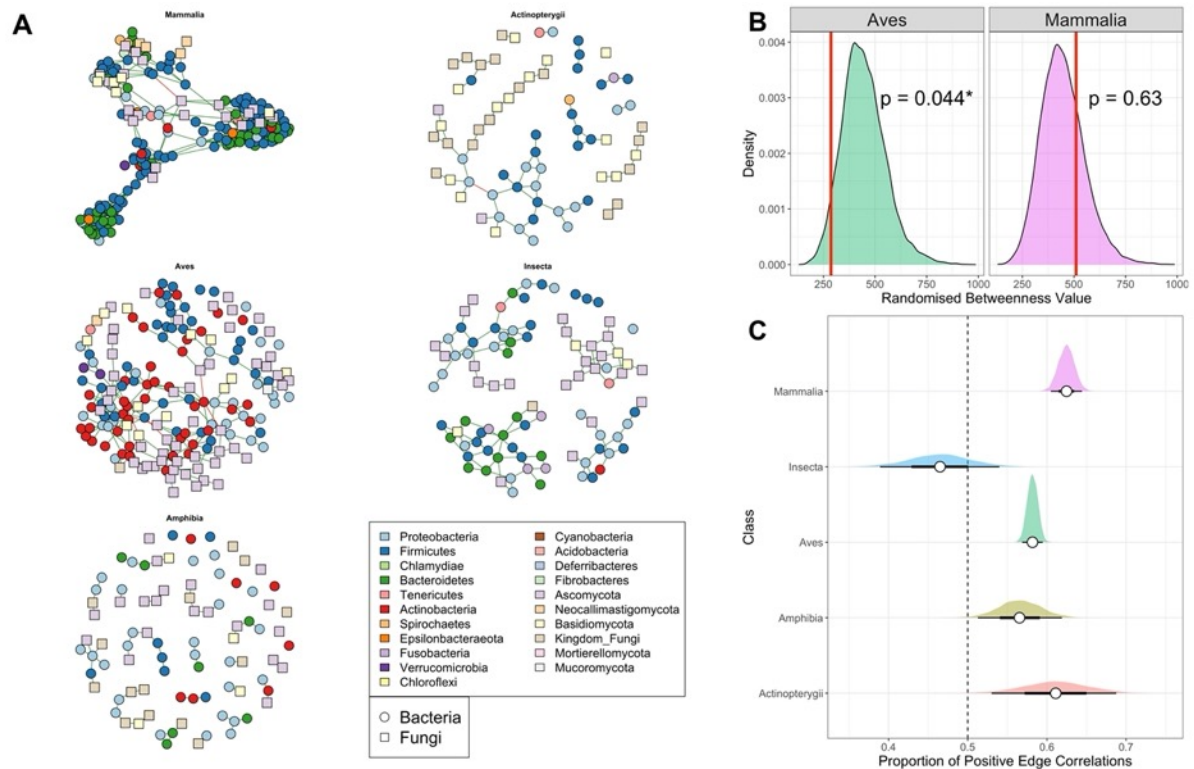 A
Mammalia
Actinopterygii
Aves
Insecta
Amphibia
Proteobacteria
Firmicutes
Chlamydiae
Bacteroidetes
Tenericutes
Actinobacteria
Spirochaetes
Epsilonbacteraeota
Fusobacteria
Verrucomicrobia
Chloroflexi
Cyanobacteria
Acidobacteria
Deferribacteres
Fibrobacteres
Ascomycota
Neocallimastigomycota
Basidiomycota
Kingdom_Fungi
Mortierellomycota
Mucoromycota
Bacteria
Fungi
B
Aves
Mammalia
0.004
0.003
0.002
0.001
0.000
Density
p = 0.044*
p = 0.63
250 500 750 1000
250 500 750 1000
Randomised Betweenness Value
C
Class
Mammalia
Insecta
Aves
Amphibia
Actinopterygii
0.4 0.5 0.6 0.7
Proportion of Positive Edge Correlations